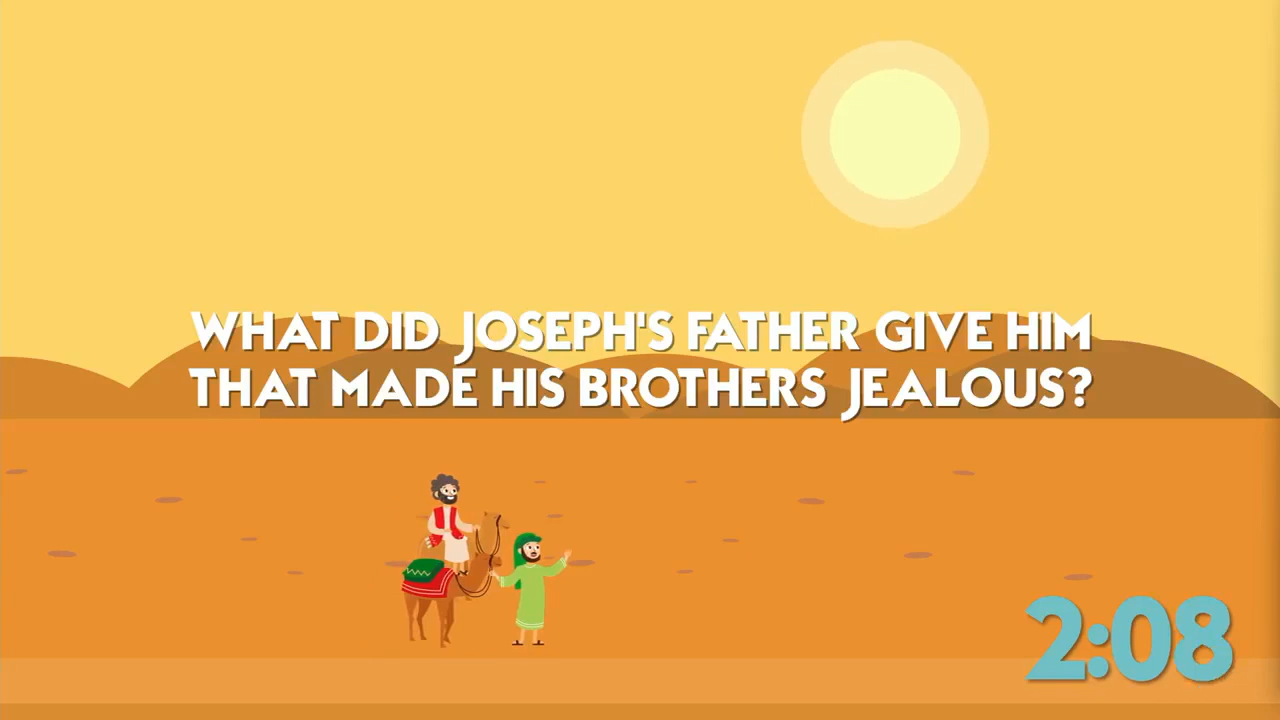 WHAT DID JOSEPH'S FATHER GIVE HIM
THAT MADE HIS BROTHERS JEALOUS?
2:08